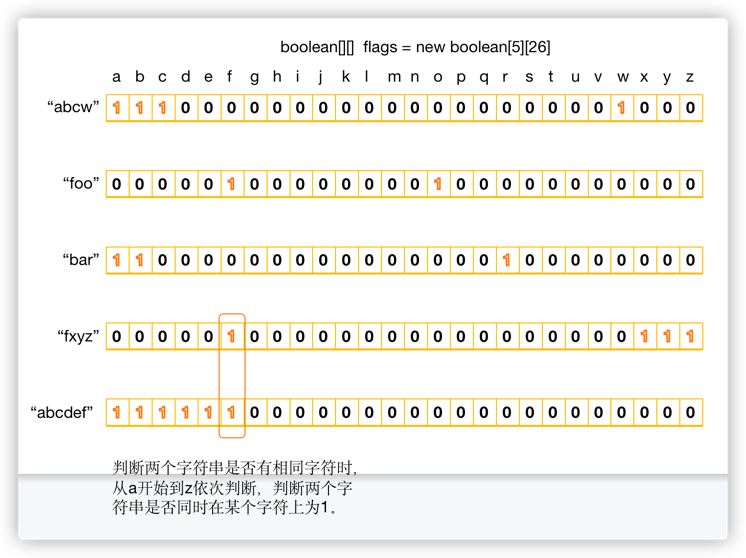 boolean[][] flags = new boolean[5][26]
a b c d e f g h i j k l m n o p q r s t u v w x y z
“abcw” 1 1 1 0 0 0 0 0 0 0 0 0 0 0 0 0 0 0 0 0 0 0 1 0 0 0
“foo” 0 0 0 0 0 1 0 0 0 0 0 0 0 0 1 0 0 0 0 0 0 0 0 0 0 0
“bar” 1 1 0 0 0 0 0 0 0 0 0 0 0 0 0 0 0 1 0 0 0 0 0 0 0 0
“fxyz” 0 0 0 0 0 1 0 0 0 0 0 0 0 0 0 0 0 0 0 0 0 0 0 1 1 1
“abcdef” 1 1 1 1 1 1 0 0 0 0 0 0 0 0 0 0 0 0 0 0 0 0 0 0 0 0
判断两个字符串是否有相同字符时，
从a开始到z依次判断，判断两个字
符串是否同时在某个字符上为1。